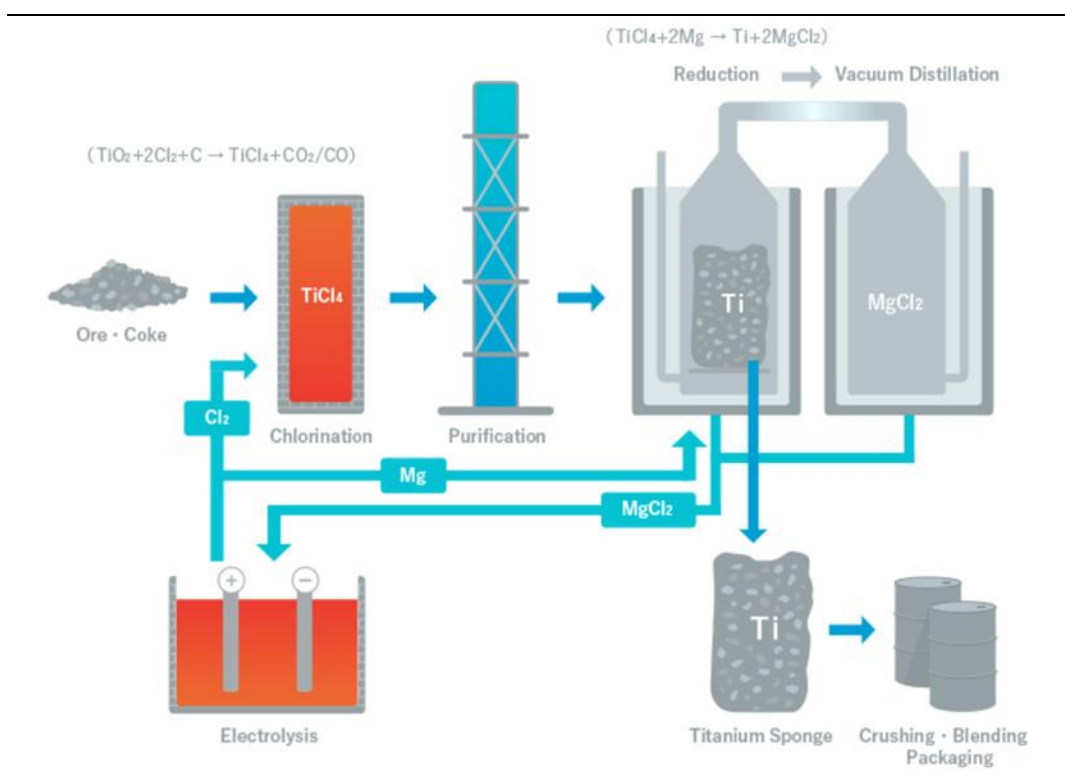 (TiCl₄+2Mg → Ti+2MgCl₂)
Reduction → Vacuum Distillation
(TiO₂+2Cl₂+C → TiCl₄+CO₂/CO)
TiCl₄
Ti
MgCl₂
Ore・Coke
Cl₂
Chlorination
Purification
Mg
MgCl₂
+
−
Ti
Electrolysis
Titanium Sponge
Crushing・Blending
Packaging